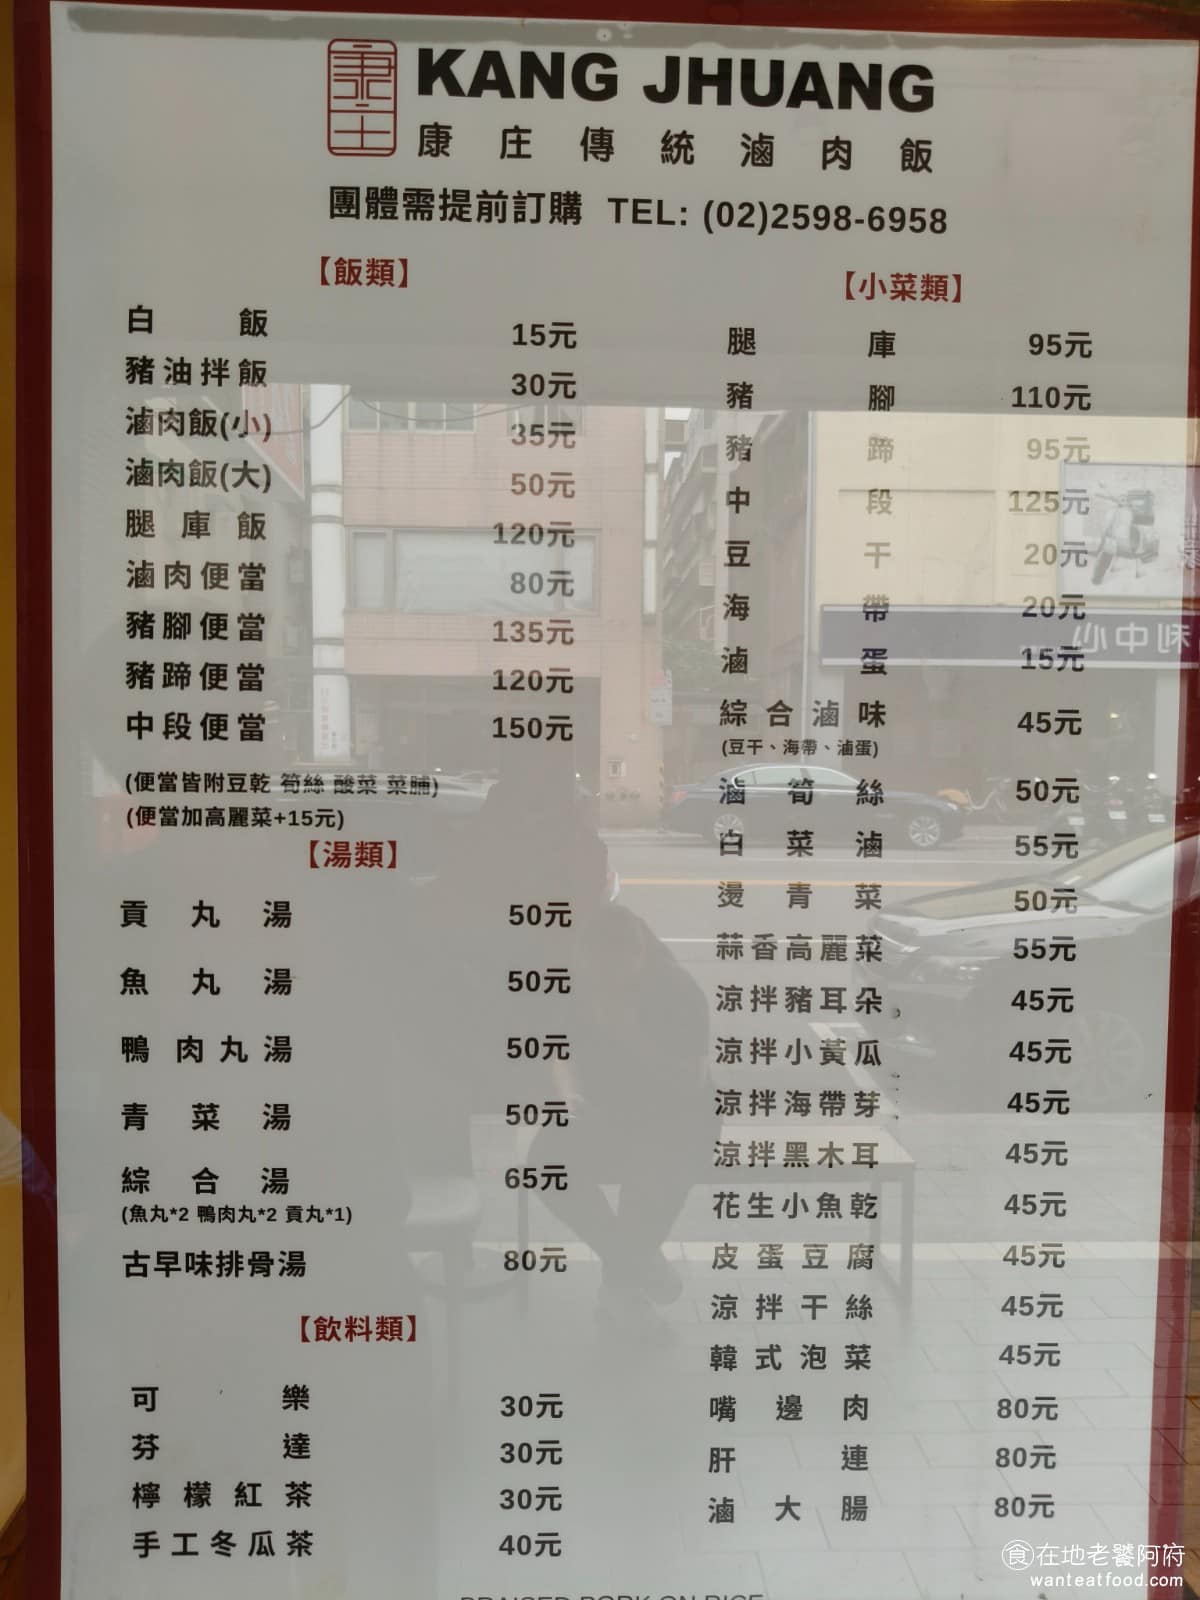 KANG JHUANG
康庄傳統滷肉飯
團體需提前訂購 TEL: (02)2598-6958
【飯類】
白飯 15元
豬油拌飯 30元
滷肉飯(小) 35元
滷肉飯(大) 50元
腿庫飯 120元
滷肉便當 80元
豬腳便當 135元
豬蹄便當 120元
中段便當 150元
(便當皆附豆乾 筍絲 酸菜 菜脯)
(便當加高麗菜+15元)
【湯類】
貢丸湯 50元
魚丸湯 50元
鴨肉丸湯 50元
青菜湯 50元
綜合湯 65元
(魚丸*2 鴨肉丸*2 貢丸*1)
古早味排骨湯 80元
【飲料類】
可樂 30元
芬達 30元
檸檬紅茶 30元
手工冬瓜茶 40元
【小菜類】
腿庫 95元
豬腳 110元
豬蹄 95元
中段 125元
豆干 20元
海帶 20元
滷蛋 15元
綜合滷味 45元
(豆干、海帶、滷蛋)
滷筍絲 50元
白菜滷 55元
燙青菜 50元
蒜香高麗菜 55元
涼拌豬耳朵 45元
涼拌小黃瓜 45元
涼拌海帶芽 45元
涼拌黑木耳 45元
花生小魚乾 45元
皮蛋豆腐 45元
涼拌干絲 45元
韓式泡菜 45元
嘴邊肉 80元
肝連 80元
滷大腸 80元
BRAISED PORK ON RICE
食在地老饕阿府
wanteatfood.com